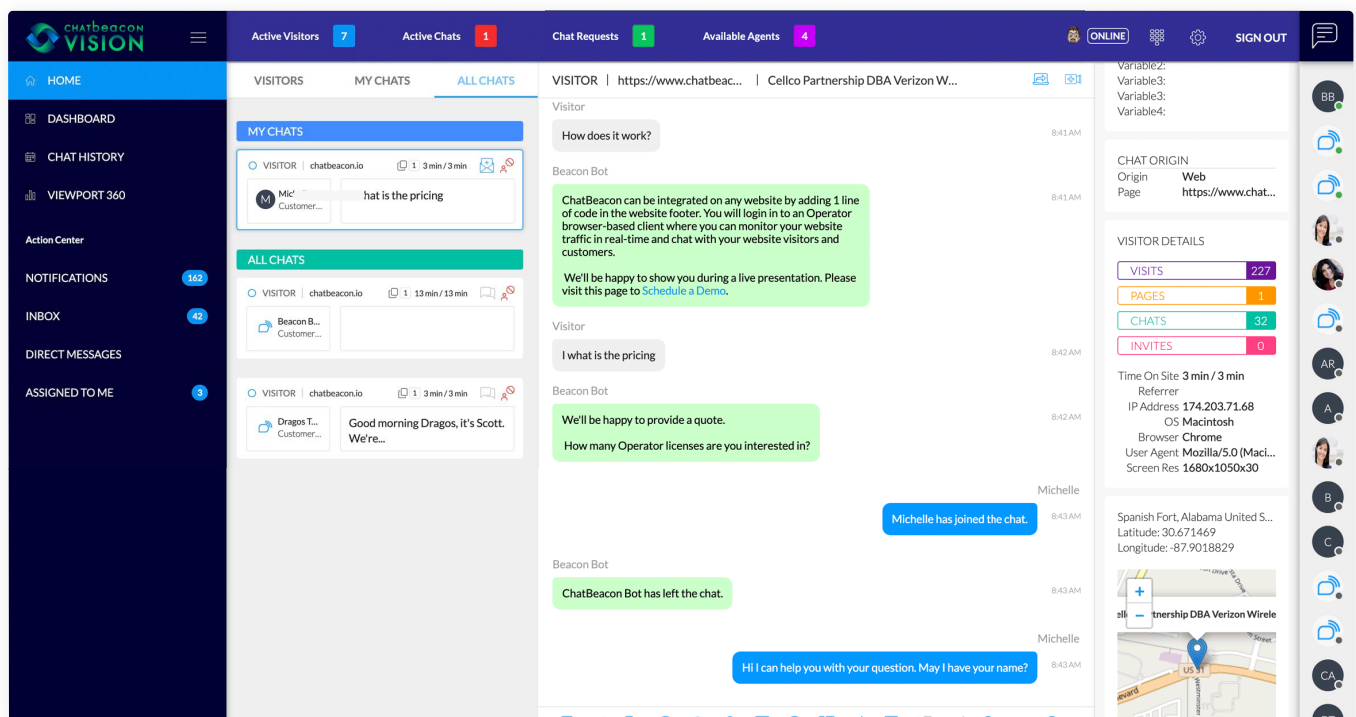 CHATbeacon
VISION
Active Visitors 7
Active Chats 1
Chat Requests 1
Available Agents 4
ONLINE
SIGN OUT
HOME
DASHBOARD
CHAT HISTORY
VIEWPORT 360
Action Center
NOTIFICATIONS 162
INBOX 42
DIRECT MESSAGES
ASSIGNED TO ME 3
VISITORS MY CHATS ALL CHATS
MY CHATS
VISITOR | chatbeacon.io 1 3 min / 3 min
M
Customer...
hat is the pricing
ALL CHATS
VISITOR | chatbeacon.io 1 13 min / 13 min
Beacon B...
Customer...
VISITOR | chatbeacon.io 1 3 min / 3 min
Dragos T...
Customer...
Good morning Dragos, it's Scott.
We're...
VISITOR | https://www.chatbeac... | Cellco Partnership DBA Verizon W...
Visitor
How does it work? 8:41 AM
Beacon Bot
ChatBeacon can be integrated on any website by adding 1 line 8:41 AM
of code in the website footer. You will login in to an Operator
browser-based client where you can monitor your website
traffic in real-time and chat with your website visitors and
customers.
We'll be happy to show you during a live presentation. Please
visit this page to Schedule a Demo.
Visitor
I what is the pricing 8:42 AM
Beacon Bot
We'll be happy to provide a quote. 8:42 AM
How many Operator licenses are you interested in?
Michelle
Michelle has joined the chat. 8:43 AM
Beacon Bot
ChatBeacon Bot has left the chat. 8:43 AM
Michelle
Hi I can help you with your question. May I have your name? 8:43 AM
Variable2:
Variable3:
Variable3:
Variable4:
CHAT ORIGIN
Origin Web
Page https://www.chat...
VISITOR DETAILS
VISITS 227
PAGES 1
CHATS 32
INVITES 0
Time On Site 3 min / 3 min
Referrer
IP Address 174.203.71.68
OS Macintosh
Browser Chrome
User Agent Mozilla/5.0 (Maci...
Screen Res 1680x1050x30
Spanish Fort, Alabama United S...
Latitude: 30.671469
Longitude: -87.9018829
+
−
tnership DBA Verizon Wirele
Street
US 31
Westminster
BB
AR
A
B
C
CA